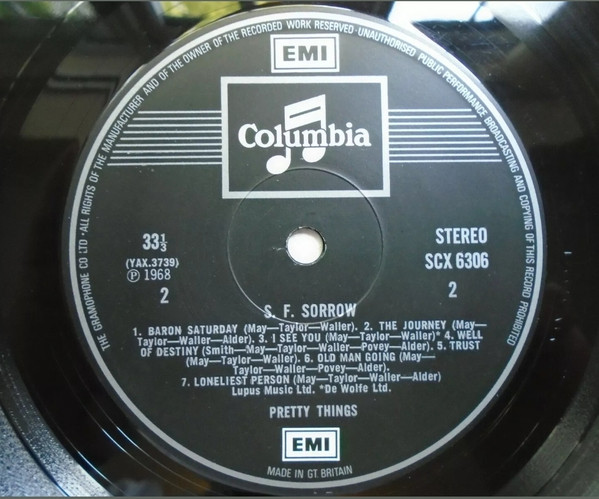 THE GRAMOPHONE CO LTD · ALL RIGHTS OF THE MANUFACTURER AND OF THE OWNER OF THE RECORDED WORK RESERVED · UNAUTHORISED PUBLIC PERFORMANCE BROADCASTING AND COPYING OF THIS RECORD PROHIBITED
EMI
Columbia
33⅓
(YAX.3739)
Ⓟ 1968
2
STEREO
SCX 6306
2
S. F. SORROW
1. BARON SATURDAY (May—Taylor—Waller). 2. THE JOURNEY (May—
Taylor—Waller—Alder). 3. I SEE YOU (May—Taylor—Waller)* 4. WELL
OF DESTINY (Smith—May—Taylor—Waller—Povey—Alder). 5. TRUST
(May—Taylor—Waller). 6. OLD MAN GOING (May—
Taylor—Waller—Povey—Alder).
7. LONELIEST PERSON (May—Taylor—Waller—Alder)
Lupus Music Ltd. *De Wolfe Ltd.
PRETTY THINGS
EMI
MADE IN GT. BRITAIN